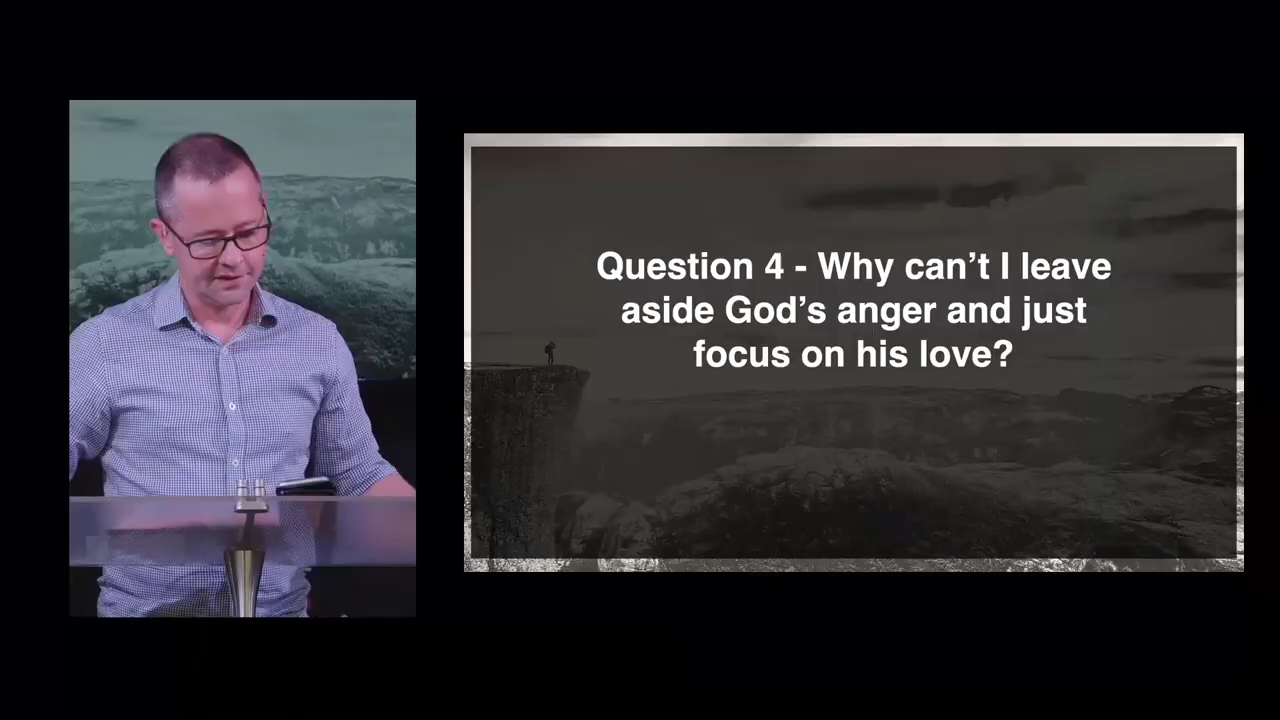 Question 4 - Why can’t I leave
aside God’s anger and just
focus on his love?